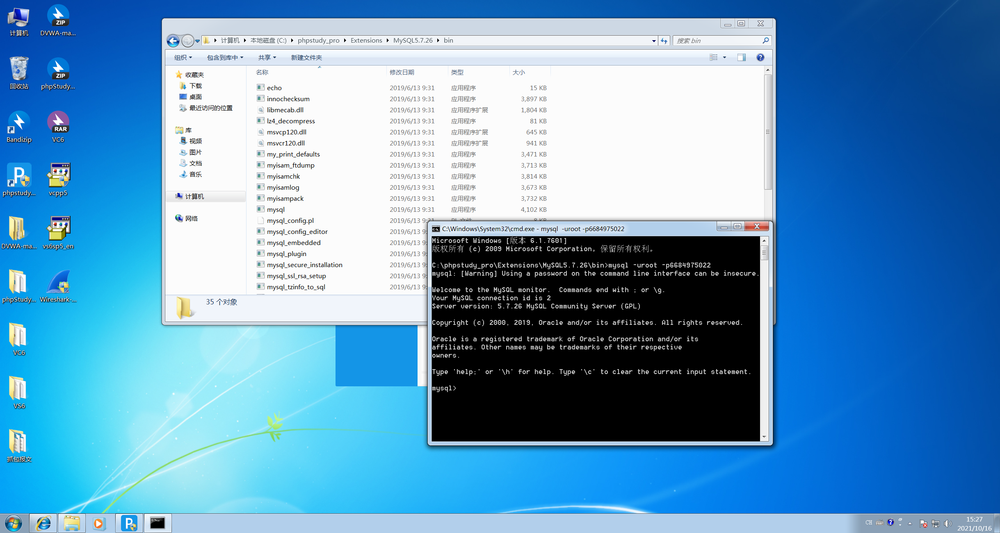 计算机
DVWA-ma...
回收站
phpStudy...
Bandizip
RAR
VC6
phpstudy...
vcpp5
DVWA-ma...
vs6sp5_en
phpStudy...
Wireshark-...
VC6
VS6
抓包报文
ZIP
ZIP
计算机 本地磁盘 (C:) phpstudy_pro Extensions MySQL5.7.26 bin
搜索 bin
组织 包含到库中 共享 新建文件夹
收藏夹
下载
桌面
最近访问的位置
库
视频
图片
文档
音乐
计算机
网络
名称 修改日期 类型 大小
echo 2019/6/13 9:31 应用程序 15 KB
innochecksum 2019/6/13 9:31 应用程序 3,897 KB
libmecab.dll 2019/6/13 9:31 应用程序扩展 1,804 KB
lz4_decompress 2019/6/13 9:31 应用程序 81 KB
msvcp120.dll 2019/6/13 9:31 应用程序扩展 645 KB
msvcr120.dll 2019/6/13 9:31 应用程序扩展 941 KB
my_print_defaults 2019/6/13 9:31 应用程序 3,471 KB
myisam_ftdump 2019/6/13 9:31 应用程序 3,713 KB
myisamchk 2019/6/13 9:31 应用程序 3,814 KB
myisamlog 2019/6/13 9:31 应用程序 3,673 KB
myisampack 2019/6/13 9:31 应用程序 3,732 KB
mysql 2019/6/13 9:31 应用程序 4,102 KB
mysql_config.pl 2019/6/13 9:31 PL 文件 8 KB
mysql_config_editor 2019/6/13 9:
mysql_embedded 2019/6/13 9:
mysql_plugin 2019/6/13 9:
mysql_secure_installation 2019/6/13 9:
mysql_ssl_rsa_setup 2019/6/13 9:
mysql_tzinfo_to_sql 2019/6/13 9:
35 个对象
C:\Windows\System32\cmd.exe - mysql -uroot -p6684975022
Microsoft Windows [版本 6.1.7601]
版权所有 (c) 2009 Microsoft Corporation。保留所有权利。
C:\phpstudy_pro\Extensions\MySQL5.7.26\bin>mysql -uroot -p6684975022
mysql: [Warning] Using a password on the command line interface can be insecure.
Welcome to the MySQL monitor.  Commands end with ; or \g.
Your MySQL connection id is 2
Server version: 5.7.26 MySQL Community Server (GPL)
Copyright (c) 2000, 2019, Oracle and/or its affiliates. All rights reserved.
Oracle is a registered trademark of Oracle Corporation and/or its
affiliates. Other names may be trademarks of their respective
owners.
Type 'help;' or '\h' for help. Type '\c' to clear the current input statement.
mysql>
CH
15:27
2021/10/16